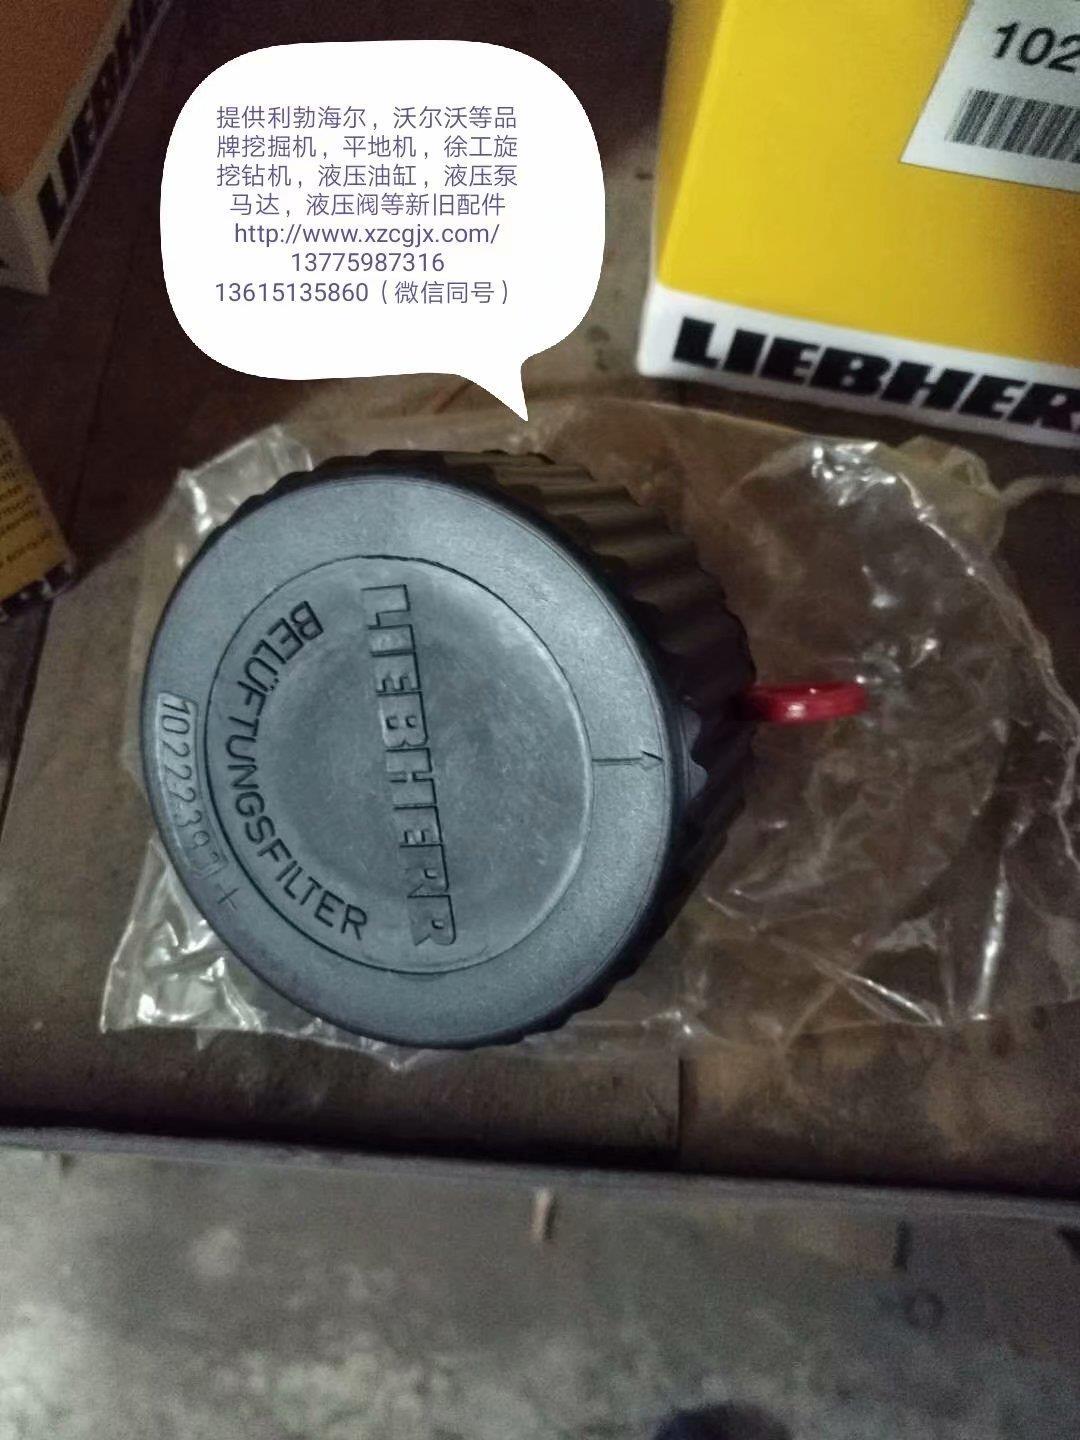 提供利勃海尔，沃尔沃等品
牌挖掘机，平地机，徐工旋
挖钻机，液压油缸，液压泵
马达，液压阀等新旧配件
http://www.xzcgjx.com/
13775987316
13615135860（微信同号）
102
LIEBHER
LIEBH
LIEBHERR
BELÜFTUNGSFILTER